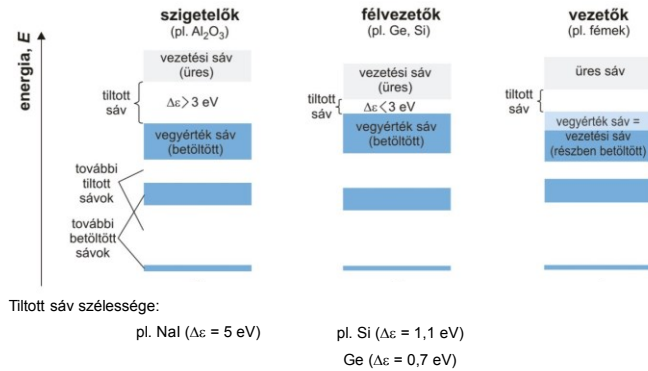 energia, E
szigetelők
(pl. Al₂O₃)
vezetési sáv
(üres)
tiltott
sáv
Δε> 3 eV
vegyérték sáv
(betöltött)
további
tiltott
sávok
további
betöltött
sávok
félvezetők
(pl. Ge, Si)
vezetési sáv
(üres)
tiltott
sáv
Δε< 3 eV
vegyérték sáv
(betöltött)
vezetők
(pl. fémek)
üres sáv
tiltott
sáv
vegyérték sáv =
vezetési sáv
(részben betöltött)
Tiltott sáv szélessége:
pl. NaI (Δε = 5 eV)
pl. Si (Δε = 1,1 eV)
Ge (Δε = 0,7 eV)